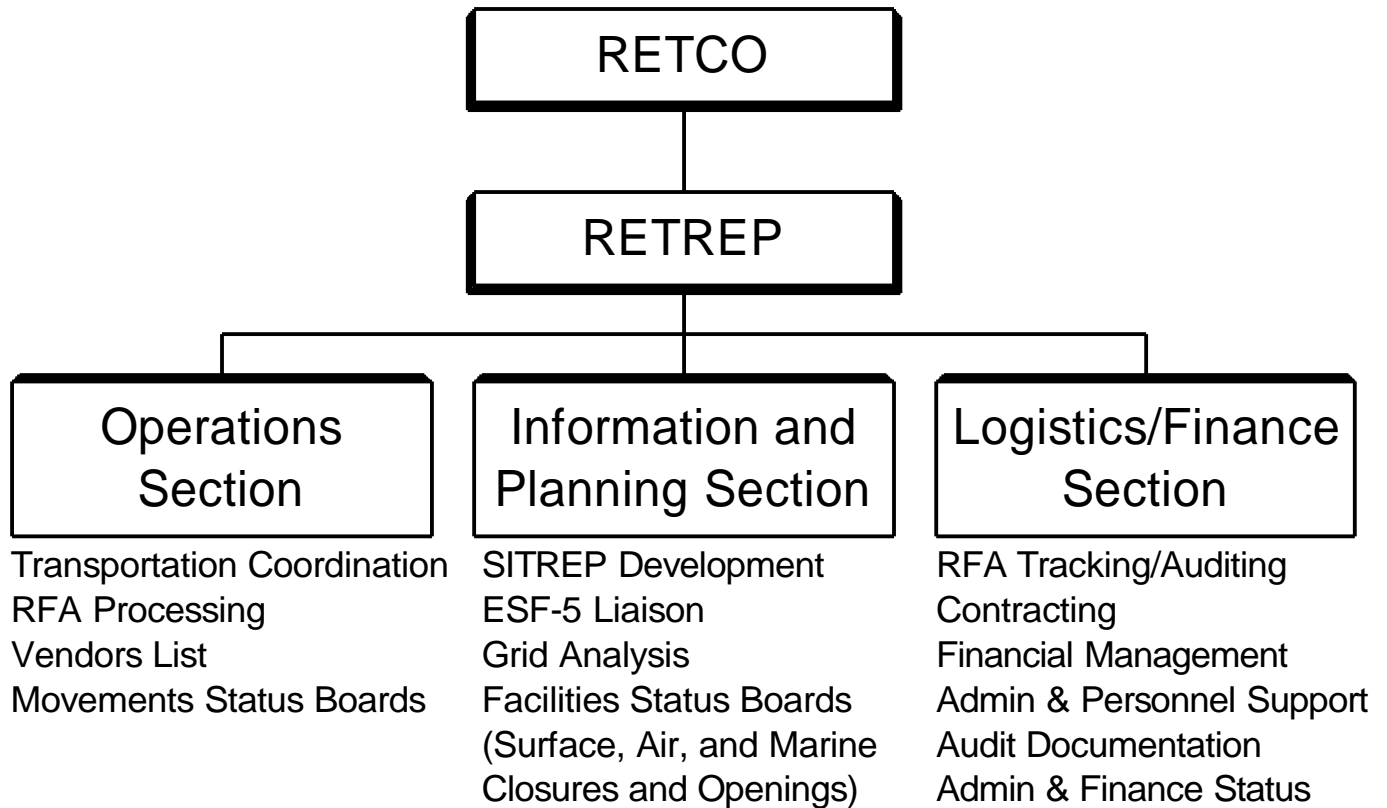 RETCO
RETREP
Operations
Section
Transportation Coordination
RFA Processing
Vendors List
Movements Status Boards
Information and
Planning Section
SITREP Development
ESF-5 Liaison
Grid Analysis
Facilities Status Boards
(Surface, Air, and Marine
Closures and Openings)
Logistics/Finance
Section
RFA Tracking/Auditing
Contracting
Financial Management
Admin & Personnel Support
Audit Documentation
Admin & Finance Status